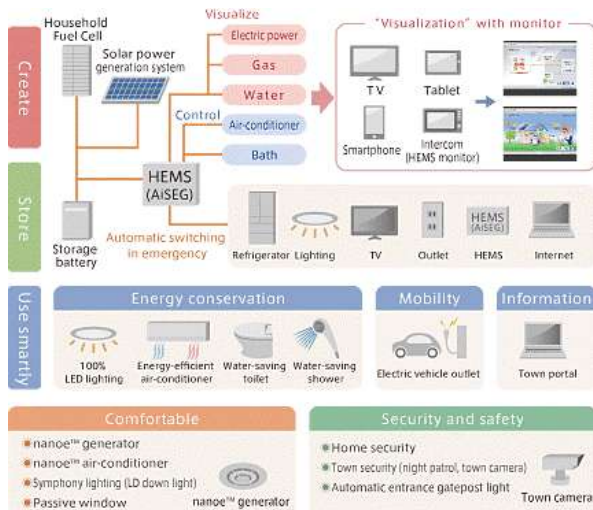 Create
Household
Fuel Cell
Solar power
generation system
Visualize
Electric power
Gas
Water
Control
Air-conditioner
Bath
HEMS
(AiSEG)
"Visualization" with monitor
TV
Tablet
Smartphone
Intercom
(HEMS monitor)
Store
Storage
battery
Automatic switching
in emergency
Refrigerator
Lighting
TV
Outlet
HEMS
(AiSEG)
HEMS
Internet
Use smartly
Energy conservation
100%
LED lighting
Energy-efficient
air-conditioner
Water-saving
toilet
Water-saving
shower
Mobility
Electric vehicle outlet
Information
Town portal
Comfortable
nanoe™ generator
nanoe™ air-conditioner
Symphony lighting (LD down light)
Passive window
nanoe™ generator
Security and safety
Home security
Town security (night patrol, town camera)
Automatic entrance gatepost light
Town camera